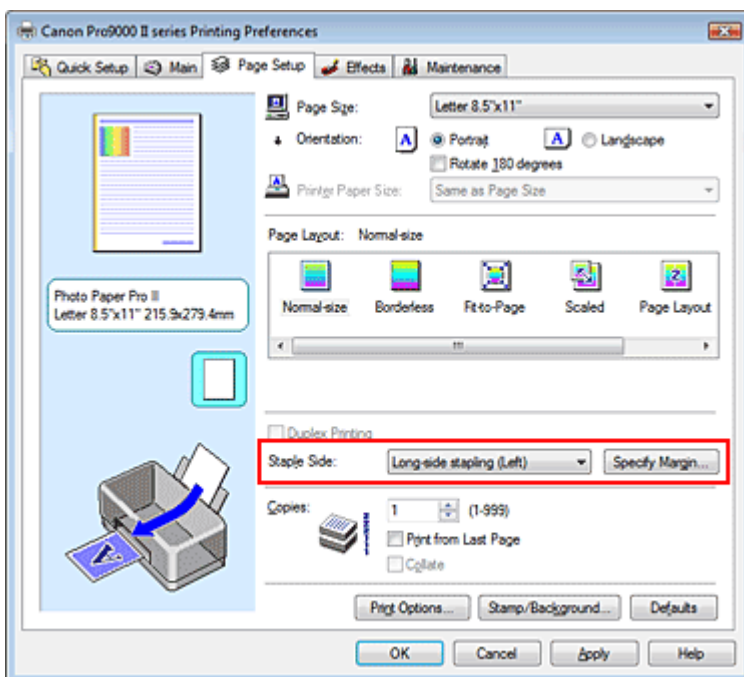 Canon Pro9000 II series Printing Preferences
Quick Setup Main Page Setup Effects Maintenance
Page Size: Letter 8.5"x11"
Orientation: A Portrait A Landscape
Rotate 180 degrees
Printer Paper Size: Same as Page Size
Page Layout: Normal-size
Normal-size Borderless Fit-to-Page Scaled Page Layout
Photo Paper Pro II
Letter 8.5"x11" 215.9x279.4mm
Duplex Printing
Staple Side: Long-side stapling (Left) Specify Margin...
Copies: 1 (1-999)
Print from Last Page
Collate
Print Options... Stamp/Background... Defaults
OK Cancel Apply Help